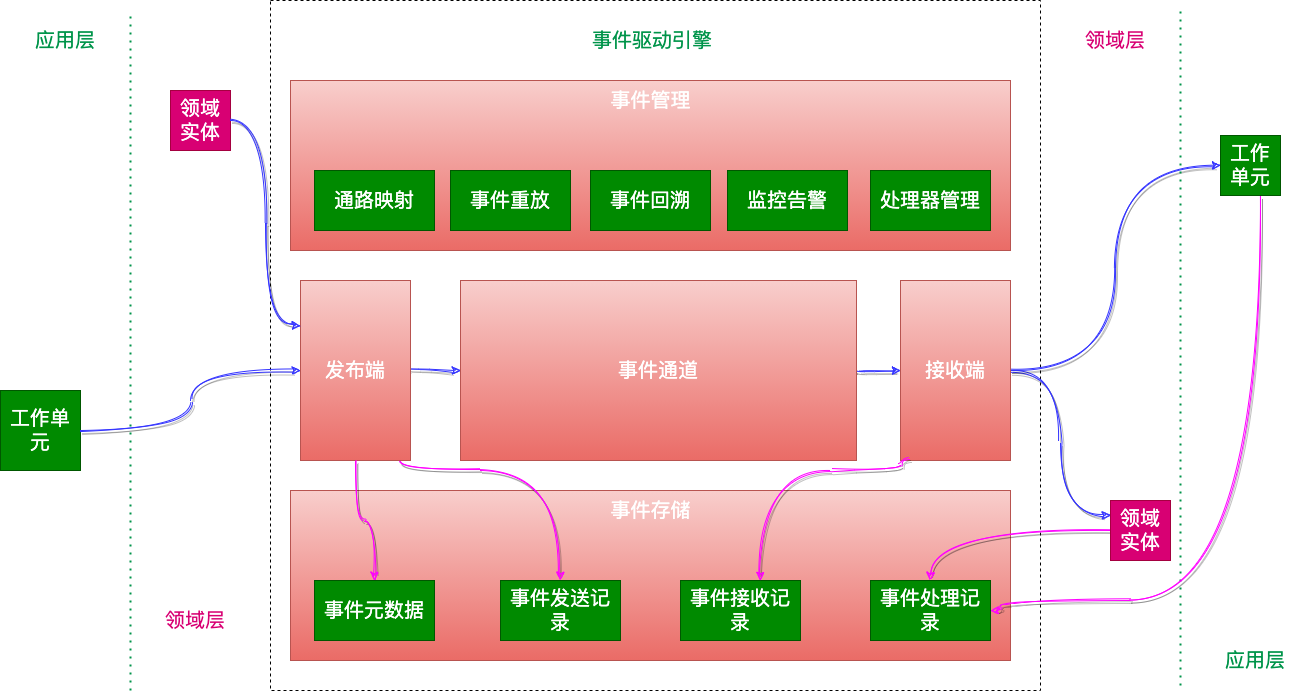 应用层
事件驱动引擎
领域层
事件管理
领域
实体
工作
单元
通路映射
事件重放
事件回溯
监控告警
处理器管理
发布端
事件通道
接收端
工作单
元
事件存储
领域
实体
事件元数据
事件发送记
录
事件接收记
录
事件处理记
录
领域层
应用层